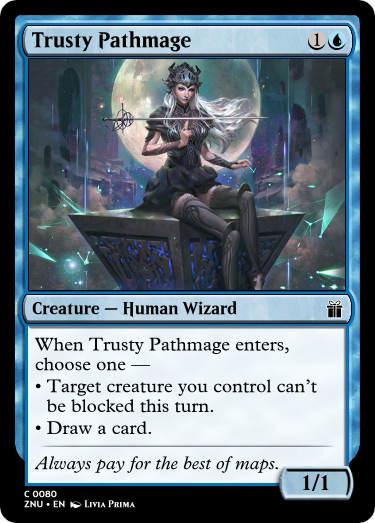 Trusty Pathmage 1
Creature — Human Wizard
When Trusty Pathmage enters,
choose one —
• Target creature you control can't
be blocked this turn.
• Draw a card.
Always pay for the best of maps.
1/1
C 0080
ZNU • EN Livia Prima